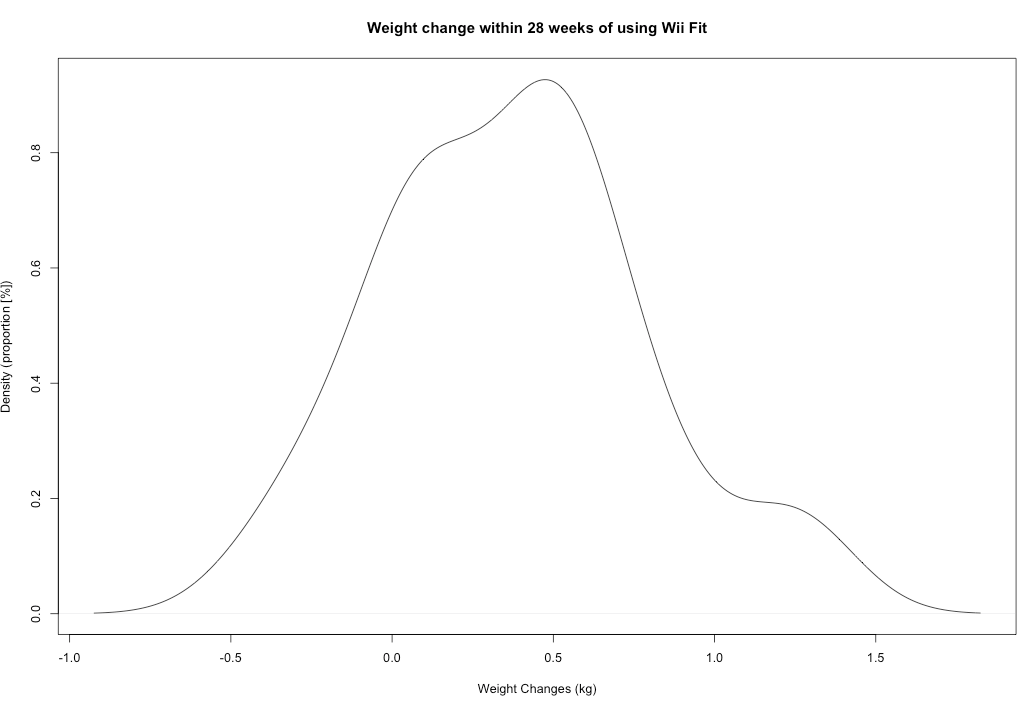 Weight change within 28 weeks of using Wii Fit
Density (proportion [%])
0.8
0.6
0.4
0.2
0.0
-1.0 -0.5 0.0 0.5 1.0 1.5
Weight Changes (kg)